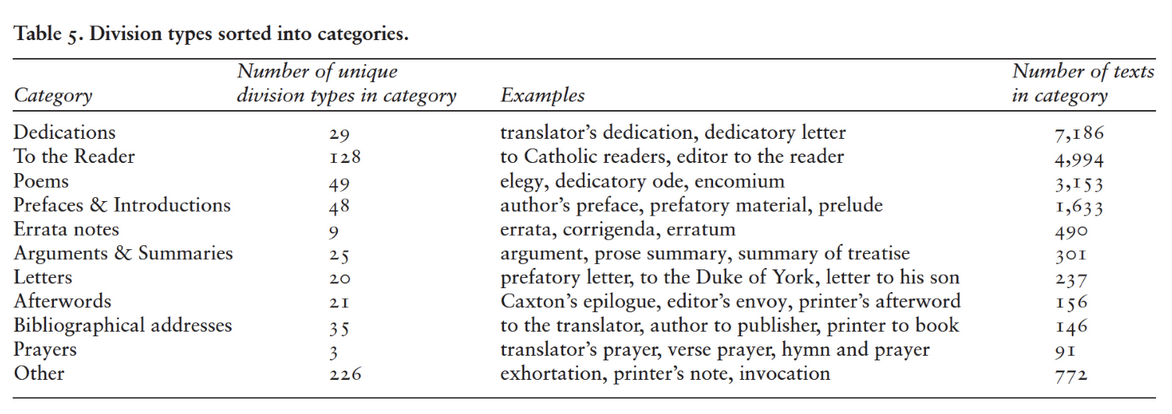 Table 5. Division types sorted into categories.
Number of unique Number of texts
Category division types in category Examples in category
Dedications 29 translator’s dedication, dedicatory letter 7,186
To the Reader 128 to Catholic readers, editor to the reader 4,994
Poems 49 elegy, dedicatory ode, encomium 3,153
Prefaces & Introductions 48 author’s preface, prefatory material, prelude 1,633
Errata notes 9 errata, corrigenda, erratum 490
Arguments & Summaries 25 argument, prose summary, summary of treatise 301
Letters 20 prefatory letter, to the Duke of York, letter to his son 237
Afterwords 21 Caxton’s epilogue, editor’s envoy, printer’s afterword 156
Bibliographical addresses 35 to the translator, author to publisher, printer to book 146
Prayers 3 translator’s prayer, verse prayer, hymn and prayer 91
Other 226 exhortation, printer’s note, invocation 772